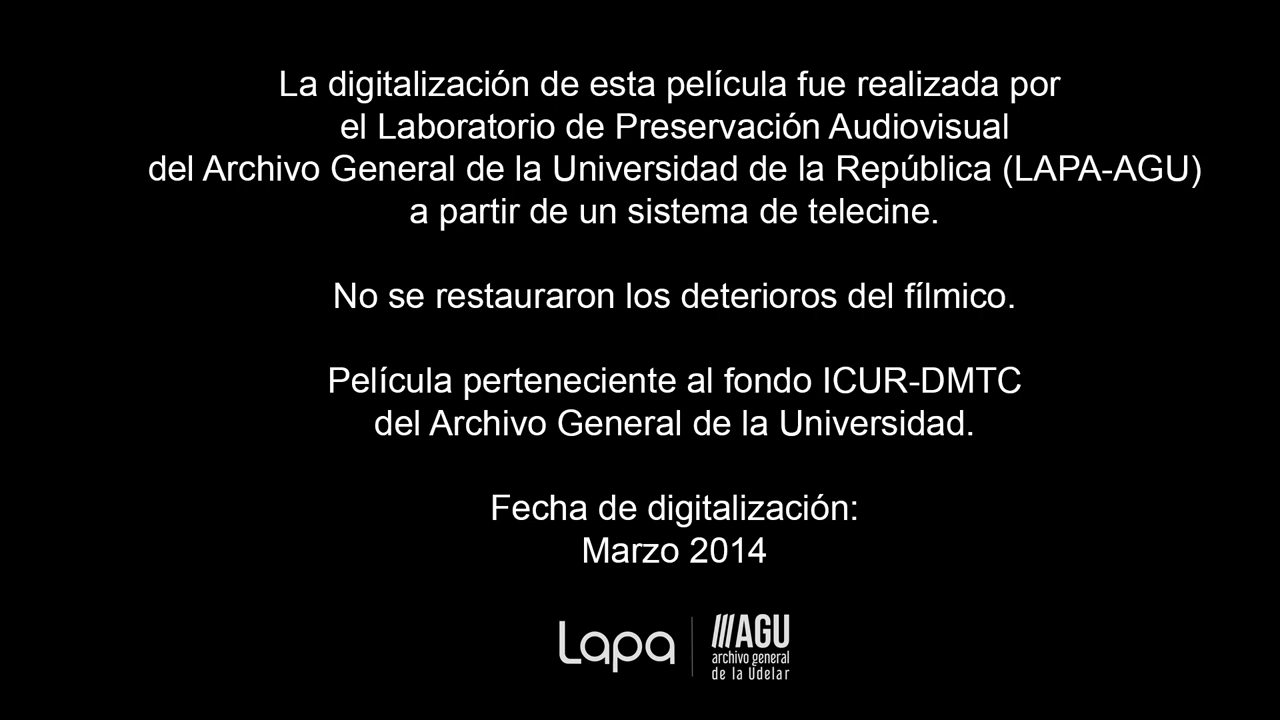 La digitalización de esta película fue realizada por
el Laboratorio de Preservación Audiovisual
del Archivo General de la Universidad de la República (LAPA-AGU)
a partir de un sistema de telecine.
No se restauraron los deterioros del fílmico.
Película perteneciente al fondo ICUR-DMTC
del Archivo General de la Universidad.
Fecha de digitalización:
Marzo 2014
Lapa
AGU
archivo general
de la Udelar